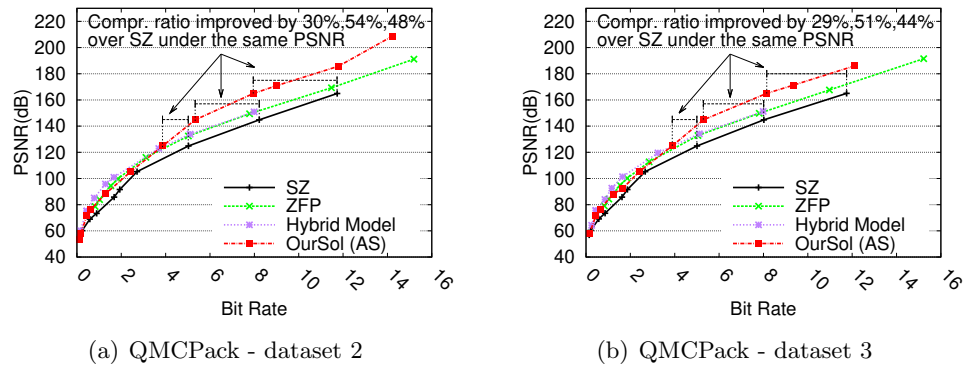 Compr. ratio improved by 30%,54%,48%
over SZ under the same PSNR
PSNR(dB)
220
200
180
160
140
120
100
80
60
40
SZ
ZFP
Hybrid Model
OurSol (AS)
0 2 4 6 8 10 12 14 16
Bit Rate
(a) QMCPack - dataset 2
Compr. ratio improved by 29%,51%,44%
over SZ under the same PSNR
PSNR(dB)
220
200
180
160
140
120
100
80
60
40
SZ
ZFP
Hybrid Model
OurSol (AS)
0 2 4 6 8 10 12 14 16
Bit Rate
(b) QMCPack - dataset 3